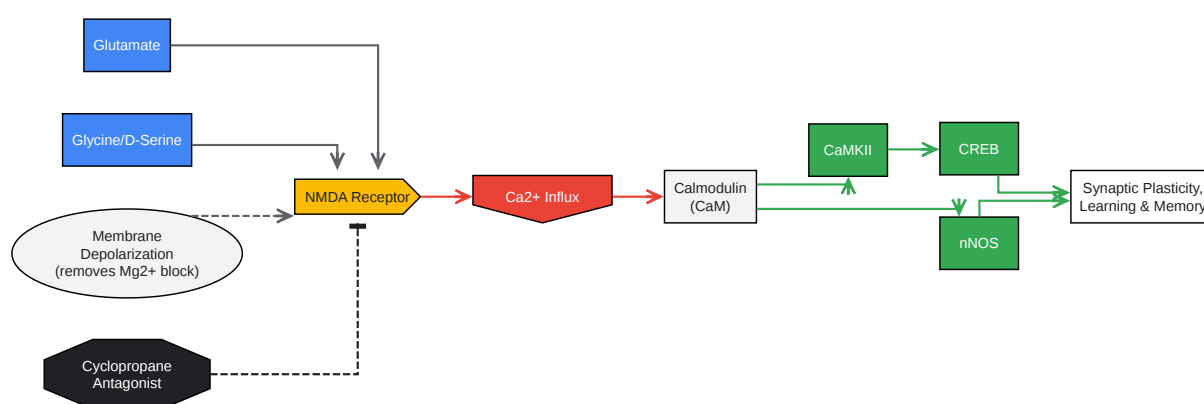 Glutamate
Glycine/D-Serine
NMDA Receptor
Membrane
Depolarization
(removes Mg2+ block)
Cyclopropane
Antagonist
Ca2+ Influx
Calmodulin
(CaM)
CaMKII
CREB
nNOS
Synaptic Plasticity,
Learning & Memory